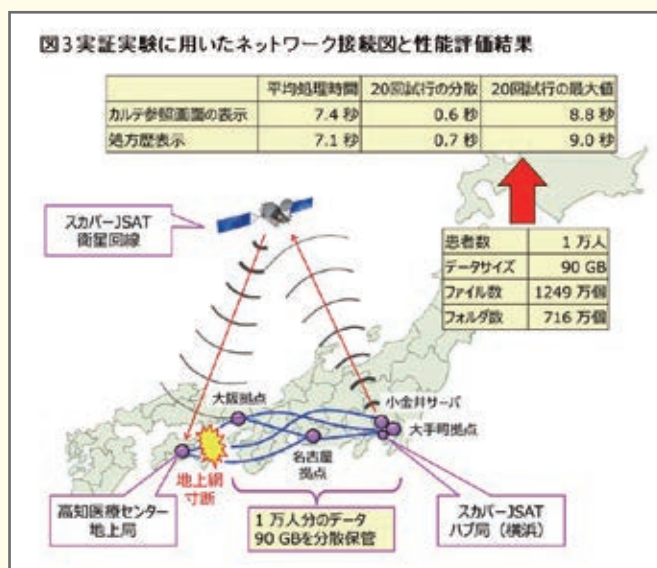 図3 実証実験に用いたネットワーク接続図と性能評価結果
平均処理時間 20回試行の分散 20回試行の最大値
カルテ参照画面の表示 7.4 秒 0.6 秒 8.8 秒
処方歴表示 7.1 秒 0.7 秒 9.0 秒
スカパーJSAT
衛星回線
患者数 1 万人
データサイズ 90 GB
ファイル数 1249 万個
フォルダ数 716 万個
大阪拠点
小金井サーバ
大手町拠点
名古屋
拠点
地上網
寸断
高知医療センター
地上局
1 万人分のデータ
90 GBを分散保管
スカパーJSAT
ハブ局（横浜）